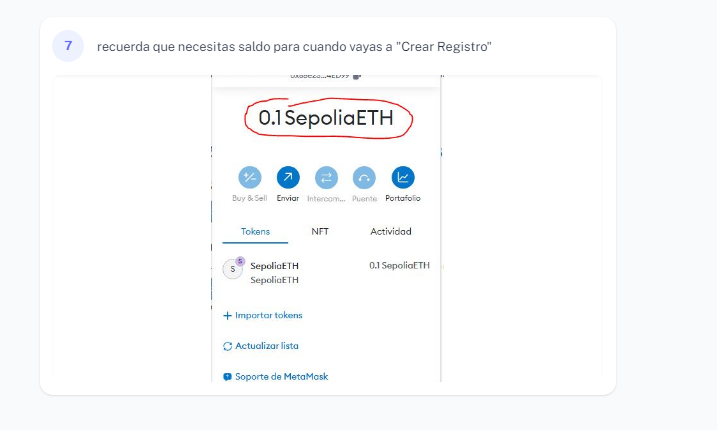 7 recuerda que necesitas saldo para cuando vayas a "Crear Registro"
0.1 SepoliaETH
Buy & Sell Enviar Intercam... Puente Portafolio
Tokens NFT Actividad
S S SepoliaETH 0.1 SepoliaETH
SepoliaETH
+ Importar tokens
Actualizar lista
Soporte de MetaMask